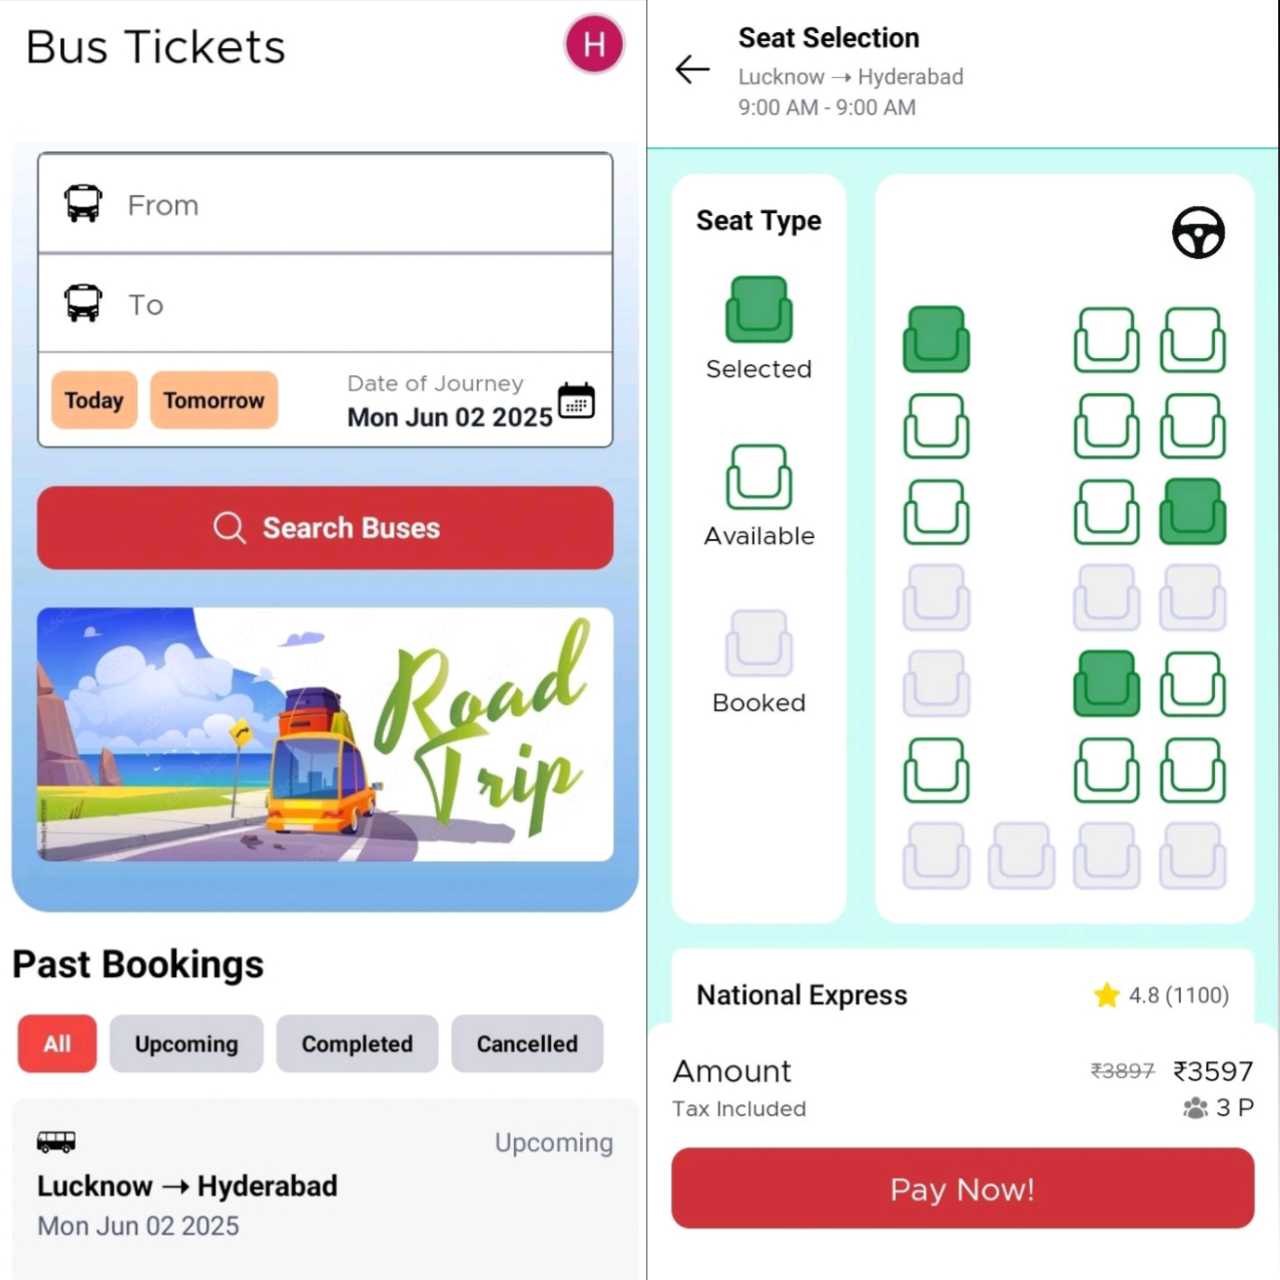 Bus Tickets
H
From
To
Today
Tomorrow
Date of Journey
Mon Jun 02 2025
Search Buses
Road
Trip
Past Bookings
All
Upcoming
Completed
Cancelled
Upcoming
Lucknow → Hyderabad
Mon Jun 02 2025
Seat Selection
Lucknow → Hyderabad
9:00 AM - 9:00 AM
Seat Type
Selected
Available
Booked
National Express
4.8 (1100)
Amount
₹3897 ₹3597
Tax Included
3 P
Pay Now!